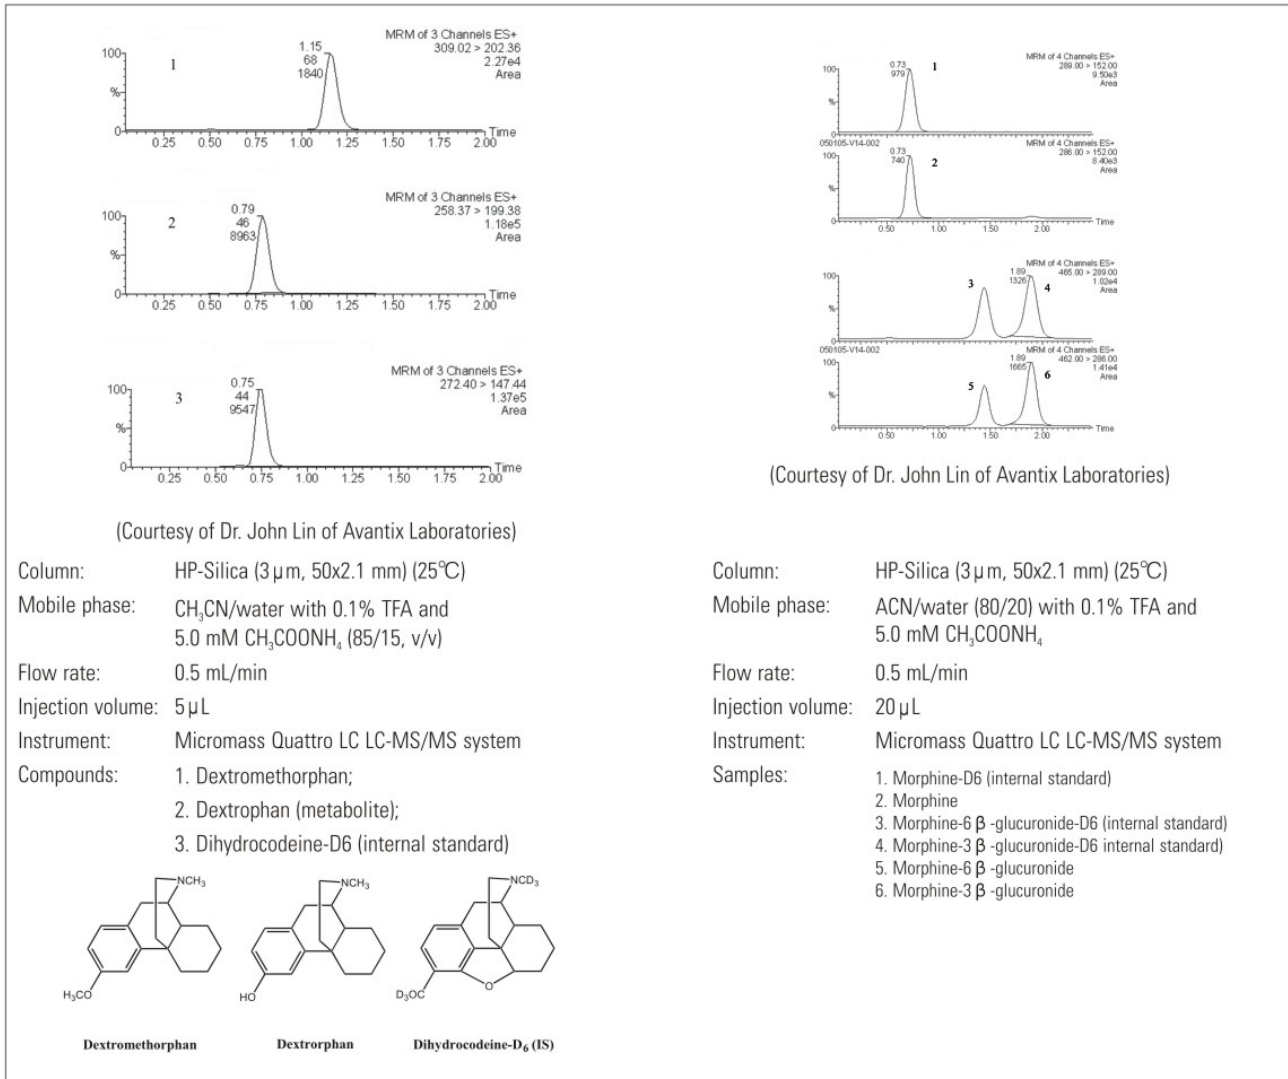 MRM of 3 Channels ES+
309.02 > 202.36
2.27e4
Area
1.15
68
1840
1
100
%
0
0.25 0.50 0.75 1.00 1.25 1.50 1.75 2.00
Time
MRM of 3 Channels ES+
258.37 > 199.38
1.18e5
Area
0.79
46
8963
2
100
%
0
0.25 0.50 0.75 1.00 1.25 1.50 1.75 2.00
Time
MRM of 3 Channels ES+
272.40 > 147.44
1.37e5
Area
0.75
44
9547
3
100
%
0
0.25 0.50 0.75 1.00 1.25 1.50 1.75 2.00
Time
(Courtesy of Dr. John Lin of Avantix Laboratories)
Column: HP-Silica (3μm, 50x2.1 mm) (25℃)
Mobile phase: CH₃CN/water with 0.1% TFA and
5.0 mM CH₃COONH₄ (85/15, v/v)
Flow rate: 0.5 mL/min
Injection volume: 5μL
Instrument: Micromass Quattro LC LC-MS/MS system
Compounds: 1. Dextromethorphan;
2. Dextrophan (metabolite);
3. Dihydrocodeine-D6 (internal standard)
NCH₃
H₃CO
Dextromethorphan
NCH₃
HO
Dextrorphan
NCD₃
D₃OC
O
Dihydrocodeine-D₆ (IS)
MRM of 4 Channels ES+
289.00 > 152.00
9.50e3
Area
0.73
979
1
100
%
0
050105-V14-002
MRM of 4 Channels ES+
286.00 > 152.00
8.40e3
Area
0.73
740
2
100
%
0
0.50 1.00 1.50 2.00
Time
MRM of 4 Channels ES+
465.00 > 289.00
1.02e4
Area
1.89
1326
3
4
100
%
0
050105-V14-002
MRM of 4 Channels ES+
462.00 > 286.00
1.41e4
Area
1.89
1665
5
6
100
%
0
0.50 1.00 1.50 2.00
Time
(Courtesy of Dr. John Lin of Avantix Laboratories)
Column: HP-Silica (3μm, 50x2.1 mm) (25℃)
Mobile phase: ACN/water (80/20) with 0.1% TFA and
5.0 mM CH₃COONH₄
Flow rate: 0.5 mL/min
Injection volume: 20μL
Instrument: Micromass Quattro LC LC-MS/MS system
Samples: 1. Morphine-D6 (internal standard)
2. Morphine
3. Morphine-6 β -glucuronide-D6 (internal standard)
4. Morphine-3 β -glucuronide-D6 internal standard)
5. Morphine-6 β -glucuronide
6. Morphine-3 β -glucuronide